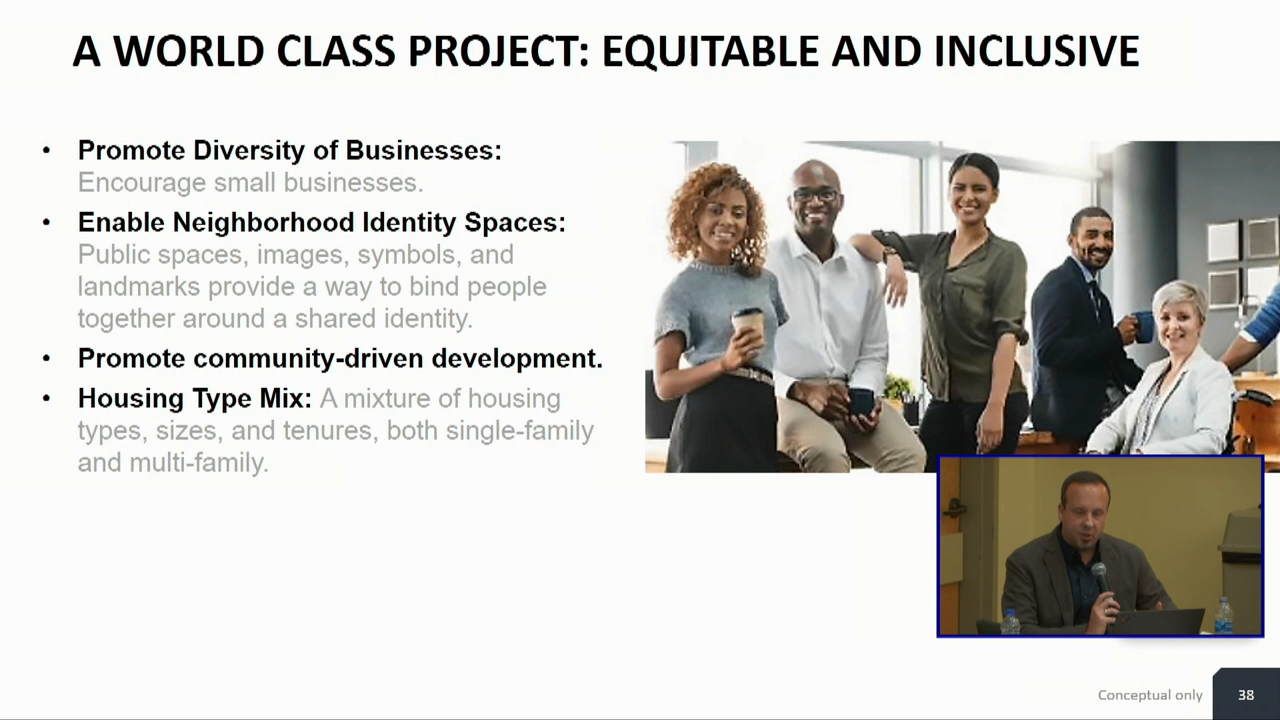 A WORLD CLASS PROJECT: EQUITABLE AND INCLUSIVE
• Promote Diversity of Businesses:
Encourage small businesses.
• Enable Neighborhood Identity Spaces:
Public spaces, images, symbols, and
landmarks provide a way to bind people
together around a shared identity.
• Promote community-driven development.
• Housing Type Mix: A mixture of housing
types, sizes, and tenures, both single-family
and multi-family.
Conceptual only
38